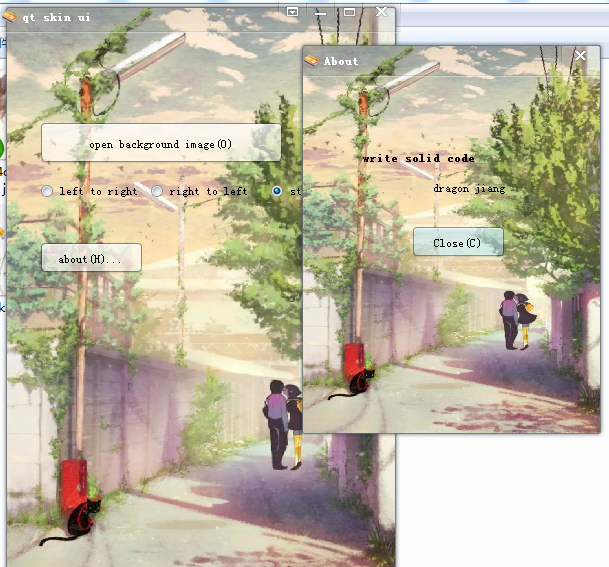 qt skin ui
open background image(O)
left to right
right to left
st
about(H)...
About
write solid code
dragon jiang
Close(C)